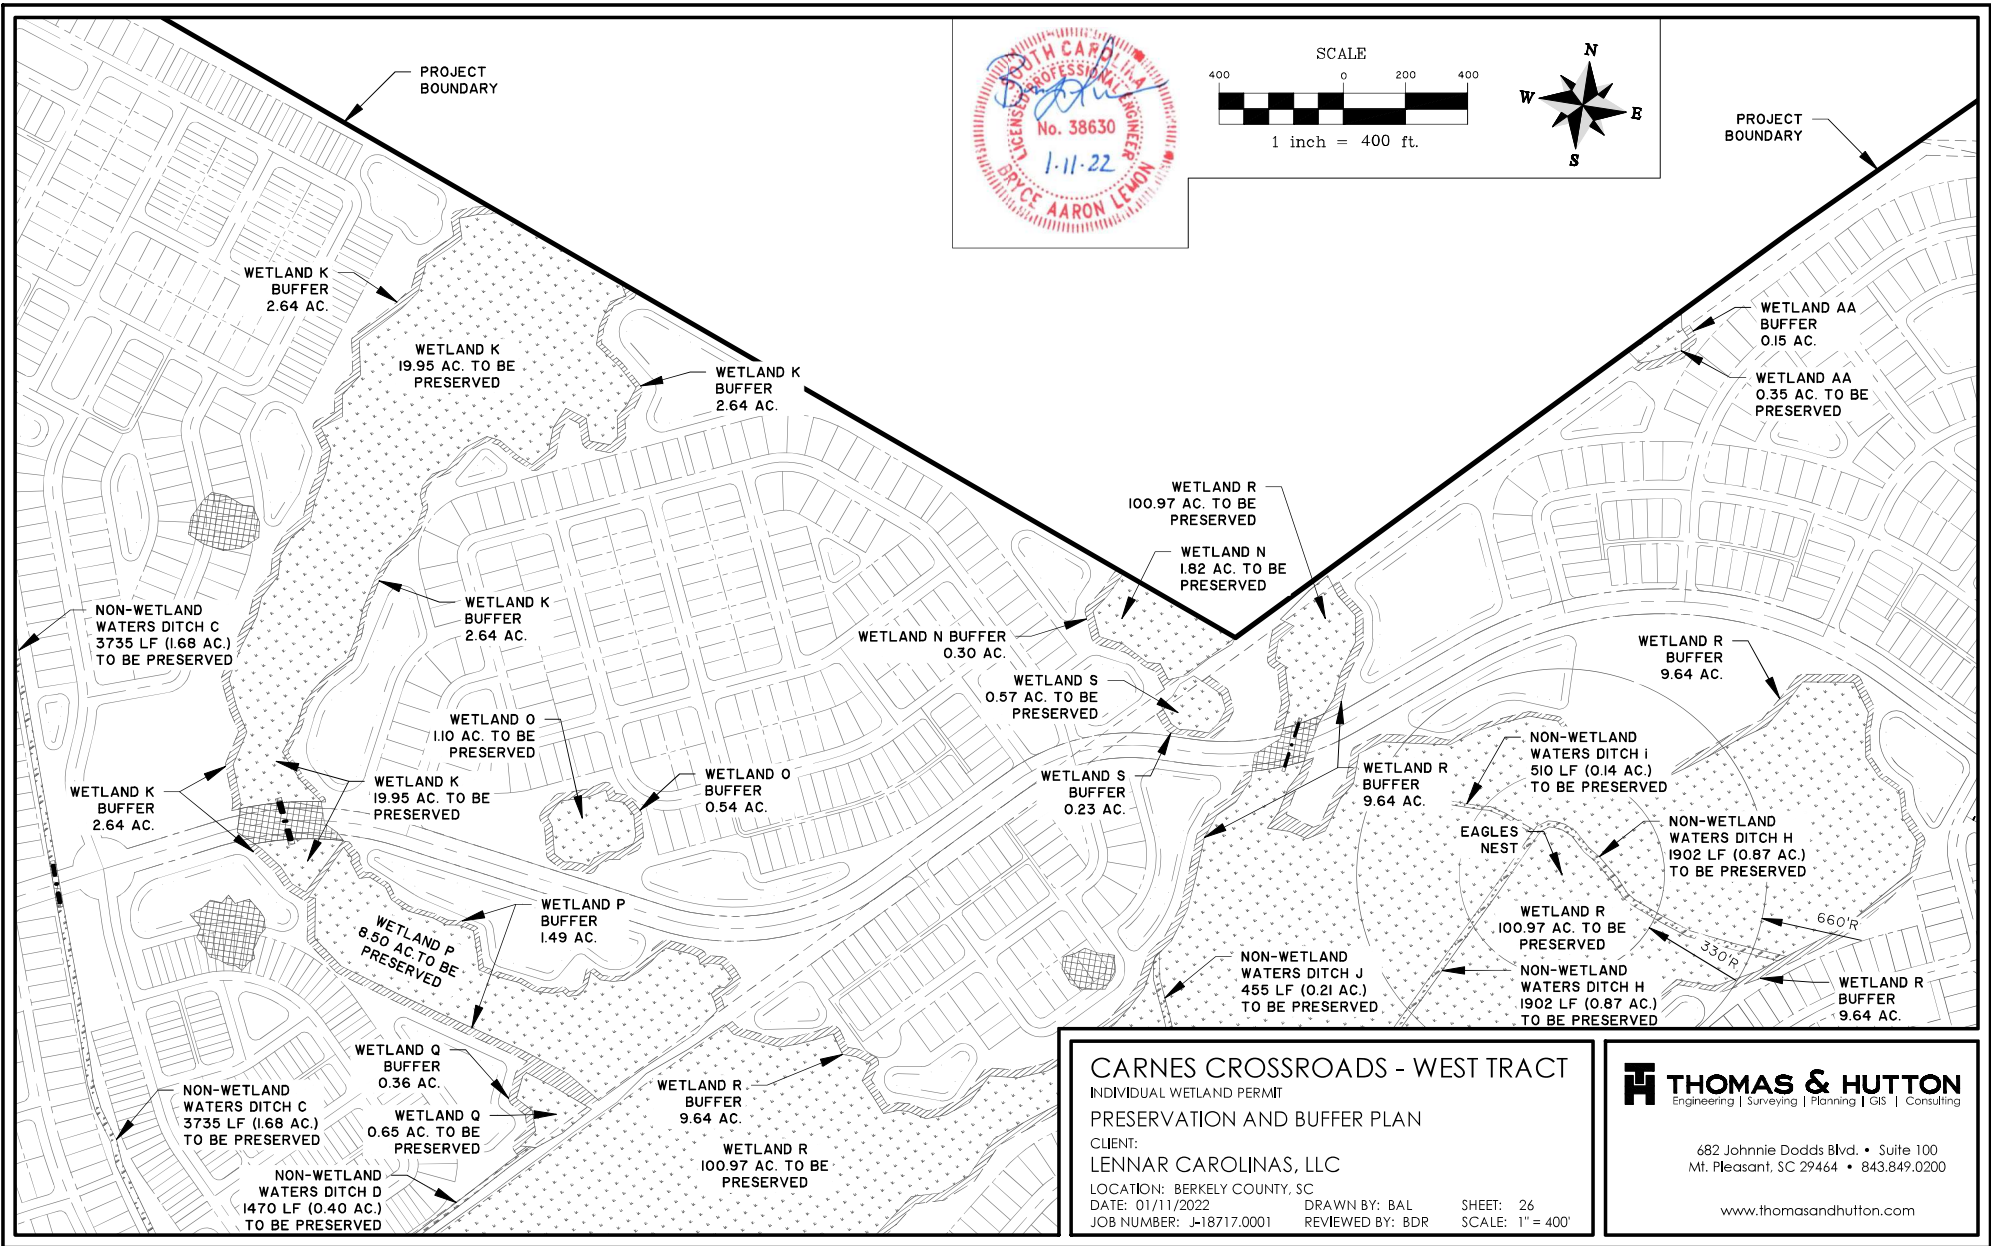 PROJECT
BOUNDARY
SOUTH CAROLINA
LICENSED PROFESSIONAL ENGINEER
No. 38630
1-11-22
BRYCE AARON LEMON
SCALE
400 0 200 400
1 inch = 400 ft.
N
W
E
S
PROJECT
BOUNDARY
WETLAND K
BUFFER
2.64 AC.
WETLAND K
19.95 AC. TO BE
PRESERVED
WETLAND K
BUFFER
2.64 AC.
WETLAND AA
BUFFER
0.15 AC.
WETLAND AA
0.35 AC. TO BE
PRESERVED
WETLAND R
100.97 AC. TO BE
PRESERVED
WETLAND N
1.82 AC. TO BE
PRESERVED
NON-WETLAND
WATERS DITCH C
3735 LF (1.68 AC.)
TO BE PRESERVED
WETLAND K
BUFFER
2.64 AC.
WETLAND N BUFFER
0.30 AC.
WETLAND R
BUFFER
9.64 AC.
WETLAND S
0.57 AC. TO BE
PRESERVED
WETLAND O
1.10 AC. TO BE
PRESERVED
NON-WETLAND
WATERS DITCH i
510 LF (0.14 AC.)
TO BE PRESERVED
WETLAND K
BUFFER
2.64 AC.
WETLAND K
19.95 AC. TO BE
PRESERVED
WETLAND O
BUFFER
0.54 AC.
WETLAND S
BUFFER
0.23 AC.
WETLAND R
BUFFER
9.64 AC.
EAGLES
NEST
NON-WETLAND
WATERS DITCH H
1902 LF (0.87 AC.)
TO BE PRESERVED
WETLAND P
8.50 AC. TO BE
PRESERVED
WETLAND P
BUFFER
1.49 AC.
WETLAND R
100.97 AC. TO BE
PRESERVED
660'R
330'R
NON-WETLAND
WATERS DITCH J
455 LF (0.21 AC.)
TO BE PRESERVED
NON-WETLAND
WATERS DITCH H
1902 LF (0.87 AC.)
TO BE PRESERVED
WETLAND R
BUFFER
9.64 AC.
WETLAND Q
BUFFER
0.36 AC.
WETLAND R
BUFFER
9.64 AC.
NON-WETLAND
WATERS DITCH C
3735 LF (1.68 AC.)
TO BE PRESERVED
WETLAND Q
0.65 AC. TO BE
PRESERVED
WETLAND R
100.97 AC. TO BE
PRESERVED
NON-WETLAND
WATERS DITCH D
1470 LF (0.40 AC.)
TO BE PRESERVED
CARNES CROSSROADS - WEST TRACT
INDIVIDUAL WETLAND PERMIT
PRESERVATION AND BUFFER PLAN
CLIENT:
LENNAR CAROLINAS, LLC
LOCATION: BERKELY COUNTY, SC
DATE: 01/11/2022 DRAWN BY: BAL SHEET: 26
JOB NUMBER: J-18717.0001 REVIEWED BY: BDR SCALE: 1" = 400'
TH THOMAS & HUTTON
Engineering | Surveying | Planning | GIS | Consulting
682 Johnnie Dodds Blvd. • Suite 100
Mt. Pleasant, SC 29464 • 843.849.0200
www.thomasandhutton.com